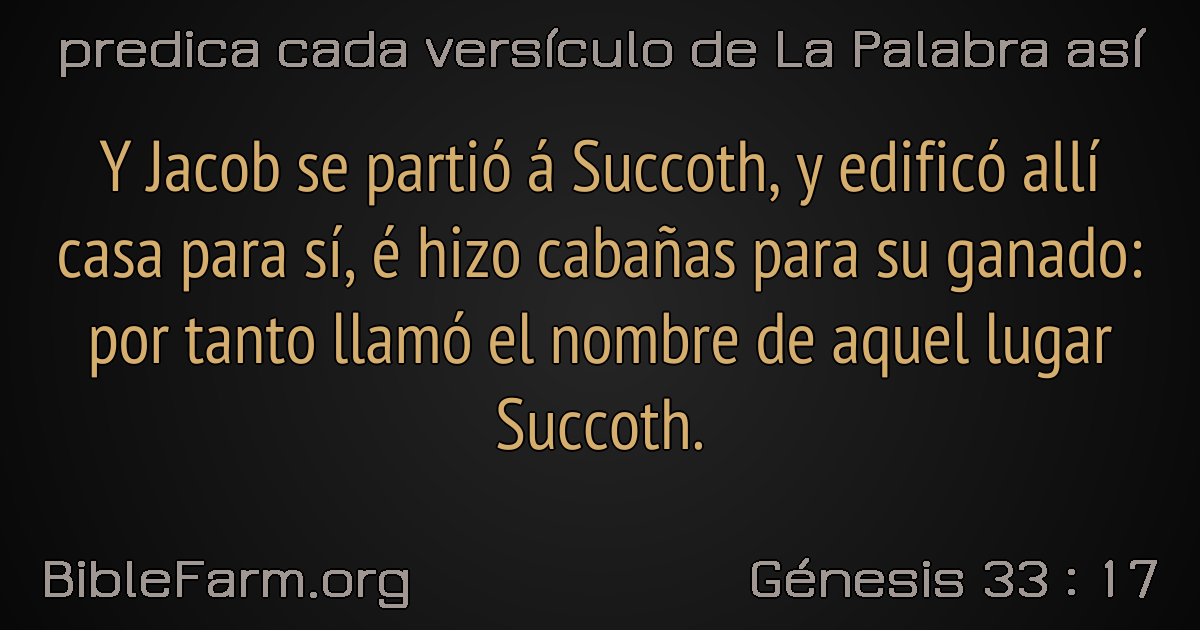 predica cada versículo de La Palabra así
Y Jacob se partió á Succoth, y edificó allí
casa para sí, é hizo cabañas para su ganado:
por tanto llamó el nombre de aquel lugar
Succoth.
BibleFarm.org
Génesis 33 : 17